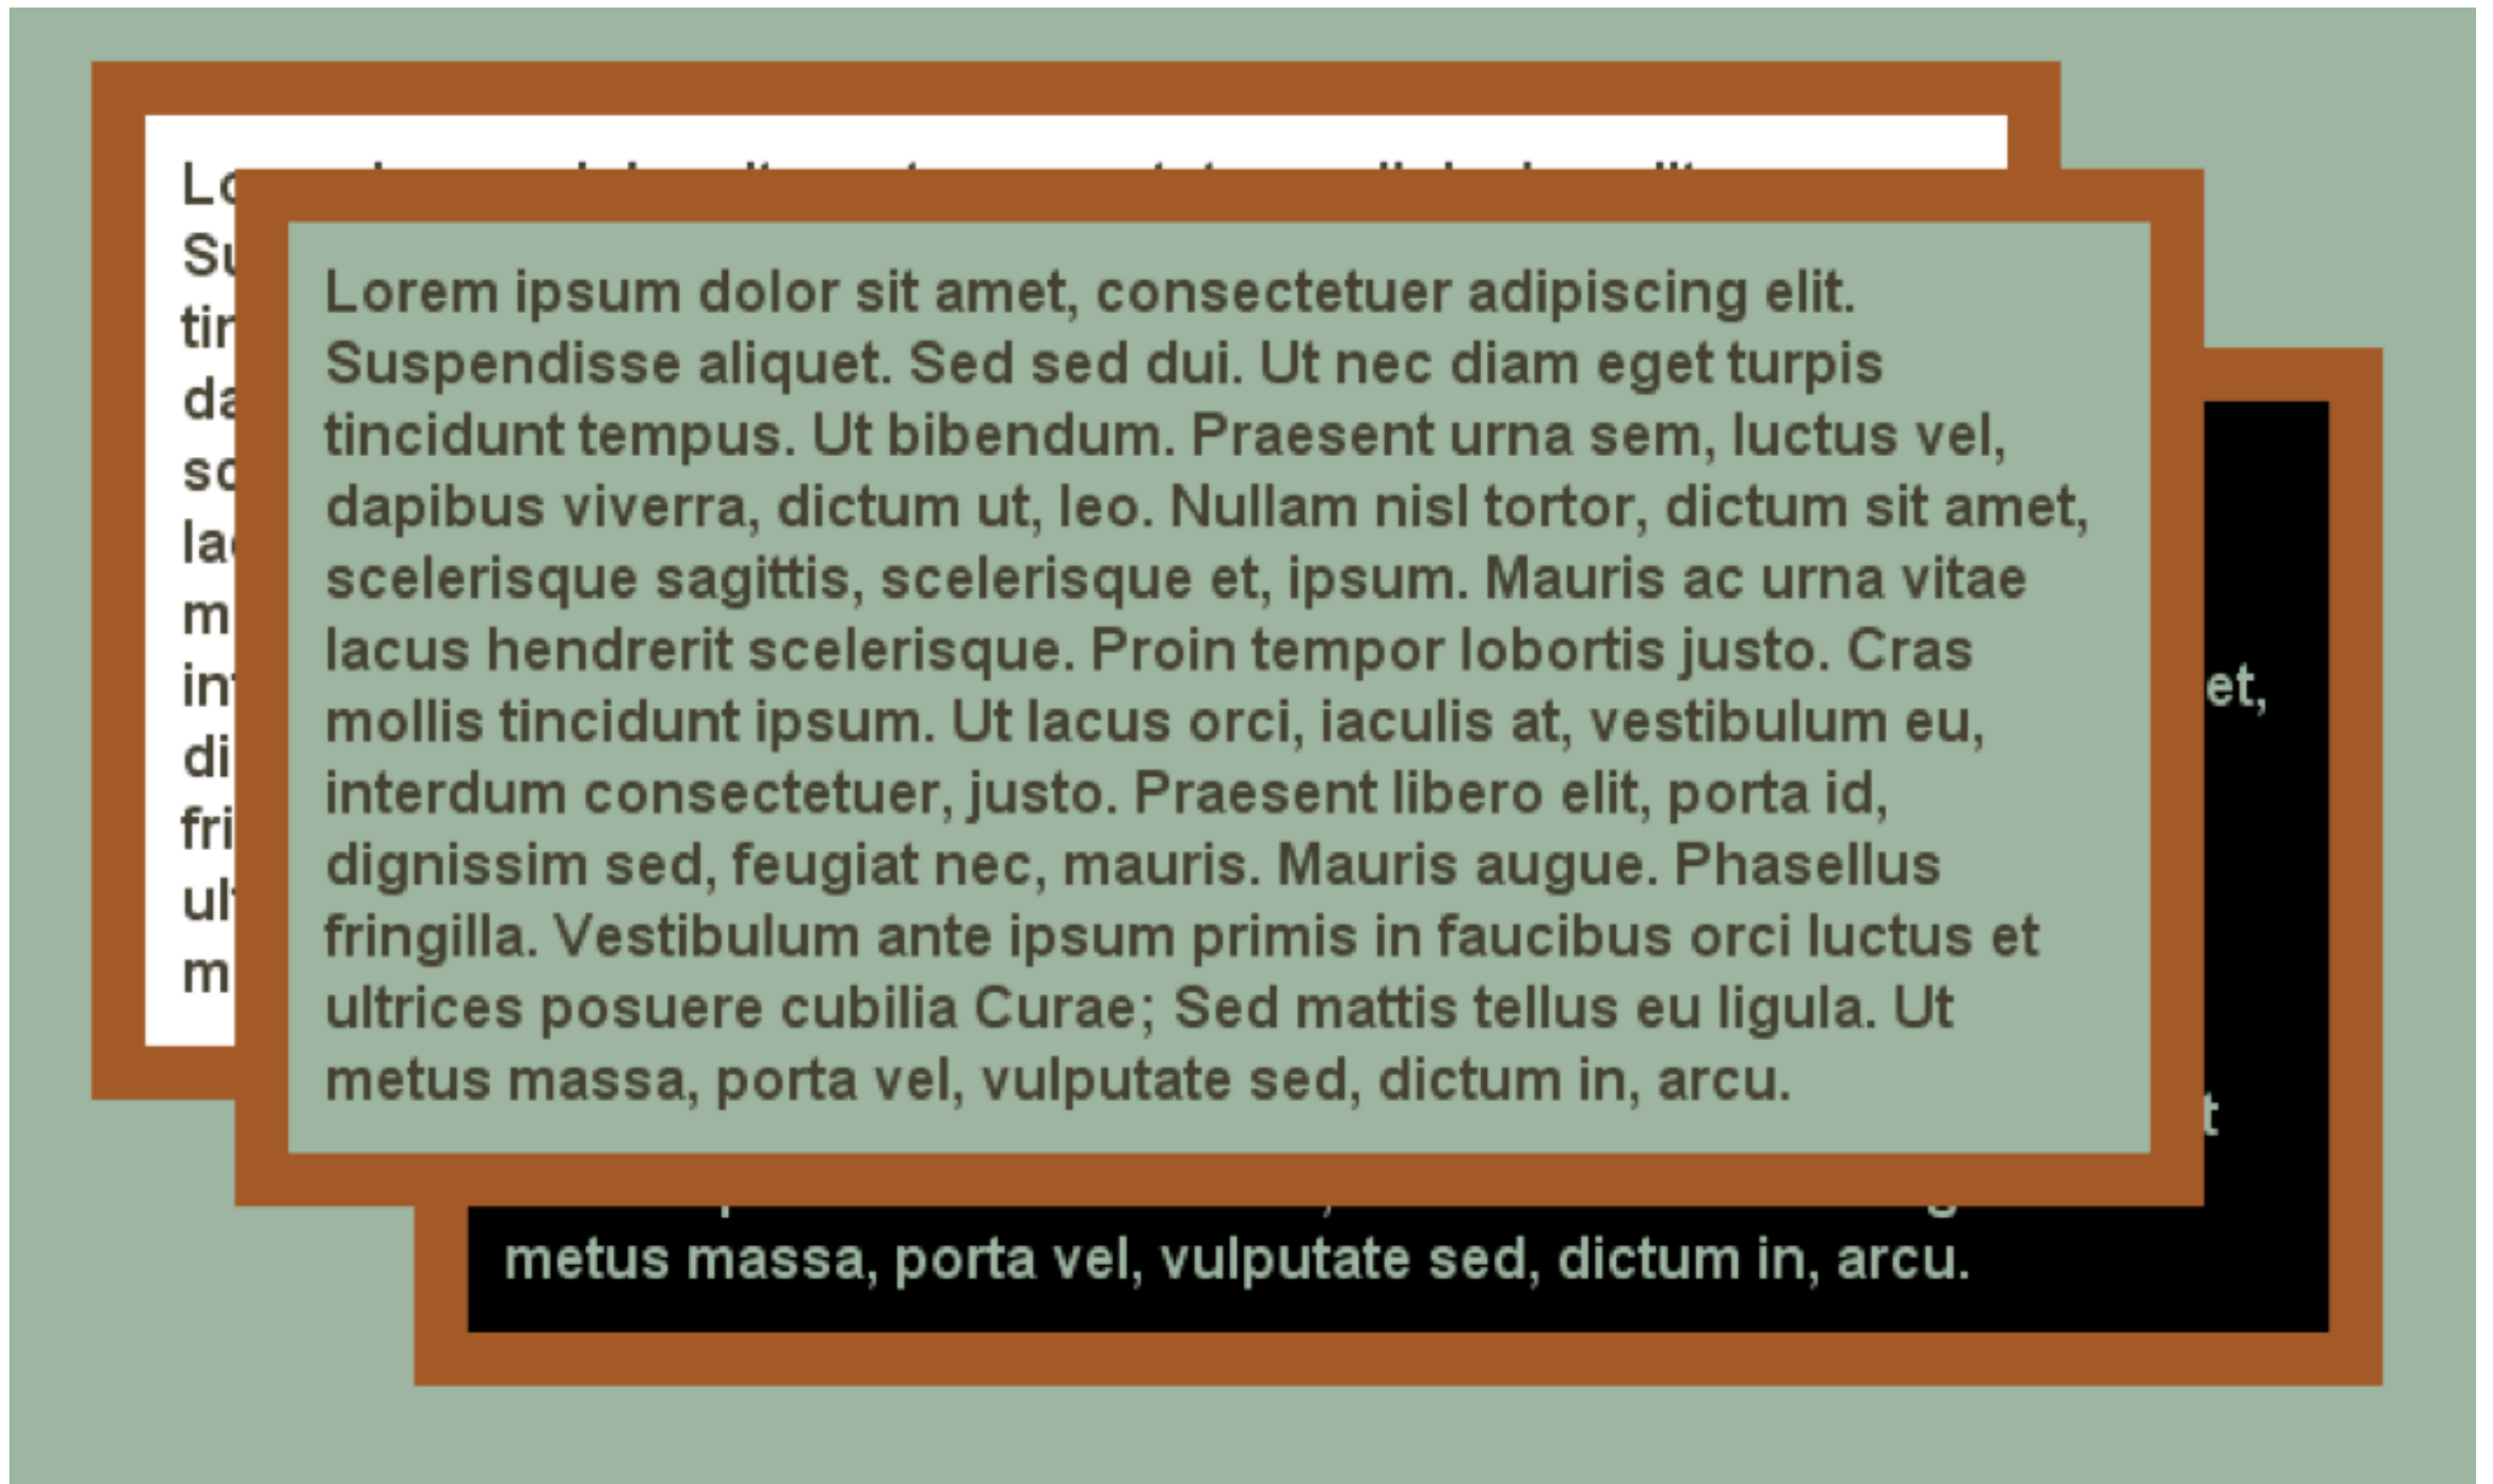 Lorem ipsum dolor sit amet, consectetuer adipiscing elit.
Suspendisse aliquet. Sed sed dui. Ut nec diam eget turpis
tincidunt tempus. Ut bibendum. Praesent urna sem, luctus vel,
dapibus viverra, dictum ut, leo. Nullam nisl tortor, dictum sit amet,
scelerisque sagittis, scelerisque et, ipsum. Mauris ac urna vitae
lacus hendrerit scelerisque. Proin tempor lobortis justo. Cras
mollis tincidunt ipsum. Ut lacus orci, iaculis at, vestibulum eu,
interdum consectetuer, justo. Praesent libero elit, porta id,
dignissim sed, feugiat nec, mauris. Mauris augue. Phasellus
fringilla. Vestibulum ante ipsum primis in faucibus orci luctus et
ultrices posuere cubilia Curae; Sed mattis tellus eu ligula. Ut
metus massa, porta vel, vulputate sed, dictum in, arcu.
metus massa, porta vel, vulputate sed, dictum in, arcu.